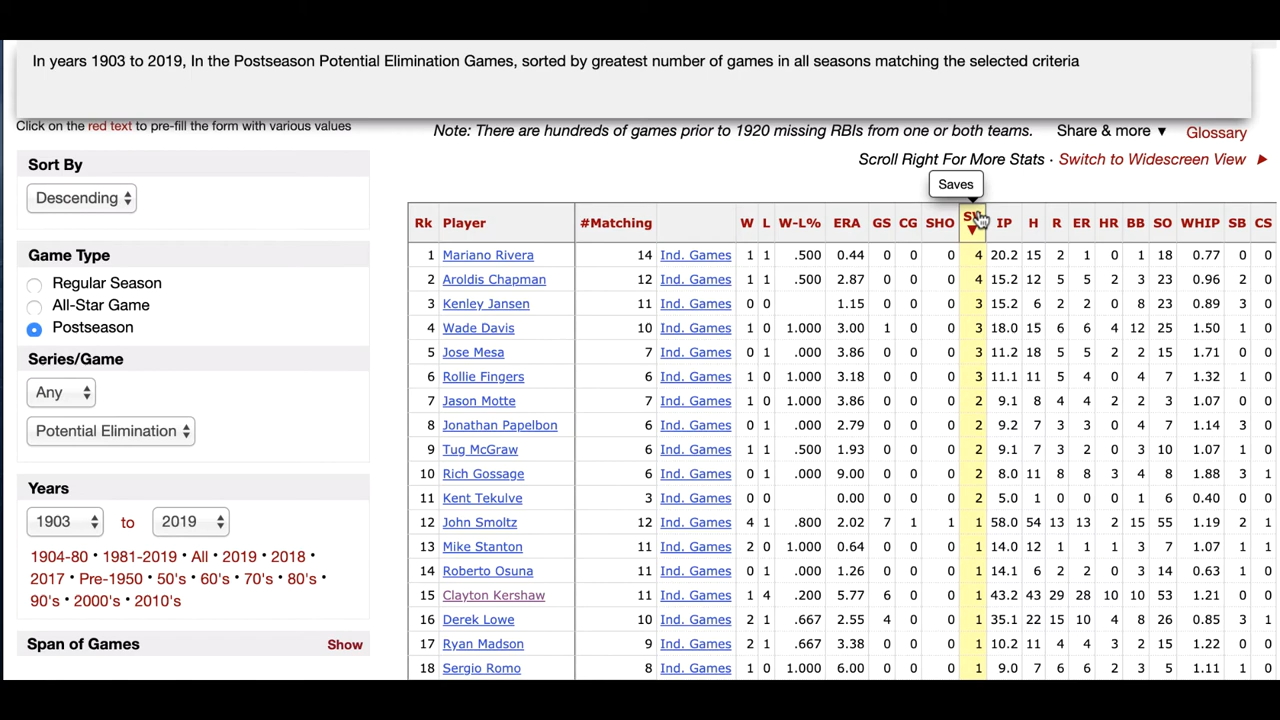 In years 1903 to 2019, In the Postseason Potential Elimination Games, sorted by greatest number of games in all seasons matching the selected criteria
Click on the red text to pre-fill the form with various values
Note: There are hundreds of games prior to 1920 missing RBIs from one or both teams. Share & more ▼ Glossary
Scroll Right For More Stats · Switch to Widescreen View ►
Sort By
Descending
Game Type
Regular Season
All-Star Game
Postseason
Series/Game
Any
Potential Elimination
Years
1903 to 2019
1904-80 • 1981-2019 • All • 2019 • 2018 •
2017 • Pre-1950 • 50's • 60's • 70's • 80's •
90's • 2000's • 2010's
Span of Games Show
Saves
Rk Player #Matching W L W-L% ERA GS CG SHO IP H R ER HR BB SO WHIP SB CS
1 Mariano Rivera 14 Ind. Games 1 1 .500 0.44 0 0 0 4 20.2 15 2 1 0 1 18 0.77 0 0
2 Aroldis Chapman 12 Ind. Games 1 1 .500 2.87 0 0 0 4 15.2 12 5 5 2 3 23 0.96 2 0
3 Kenley Jansen 11 Ind. Games 0 0 1.15 0 0 0 3 15.2 6 2 2 0 8 23 0.89 3 0
4 Wade Davis 10 Ind. Games 1 0 1.000 3.00 1 0 0 3 18.0 15 6 6 4 12 25 1.50 1 0
5 Jose Mesa 7 Ind. Games 0 1 .000 3.86 0 0 0 3 11.2 18 5 5 2 2 15 1.71 0 0
6 Rollie Fingers 6 Ind. Games 1 0 1.000 3.18 0 0 0 3 11.1 11 5 4 0 4 7 1.32 1 0
7 Jason Motte 6 Ind. Games 1 0 1.000 3.86 0 0 0 2 9.1 8 4 4 2 2 3 1.07 0 0
8 Jonathan Papelbon 6 Ind. Games 0 1 .000 2.79 0 0 0 2 9.2 7 3 3 0 4 7 1.14 3 0
9 Tug McGraw 6 Ind. Games 1 1 .500 1.93 0 0 0 2 9.1 7 3 2 0 3 10 1.07 1 0
10 Rich Gossage 6 Ind. Games 0 1 .000 9.00 0 0 0 2 8.0 11 8 8 3 4 8 1.88 3 1
11 Kent Tekulve 3 Ind. Games 0 0 0.00 0 0 0 2 5.0 1 0 0 0 1 6 0.40 0 0
12 John Smoltz 12 Ind. Games 4 1 .800 2.02 7 1 1 1 58.0 54 13 13 2 15 55 1.19 2 1
13 Mike Stanton 11 Ind. Games 2 0 1.000 0.64 0 0 0 1 14.0 12 1 1 1 3 7 1.07 0 1
14 Roberto Osuna 11 Ind. Games 0 1 .000 1.26 0 0 0 1 14.1 6 2 2 0 3 14 0.63 1 0
15 Clayton Kershaw 11 Ind. Games 1 4 .200 5.77 6 0 0 1 43.2 43 29 28 10 10 53 1.21 0 1
16 Derek Lowe 10 Ind. Games 2 1 .667 2.55 4 0 0 1 35.1 22 15 10 4 8 26 0.85 3 1
17 Ryan Madson 9 Ind. Games 2 1 .667 3.38 0 0 0 1 10.2 11 4 4 3 2 15 1.22 0 0
18 Sergio Romo 8 Ind. Games 1 0 1.000 6.00 0 0 0 1 9.0 7 6 6 2 3 5 1.11 1 0